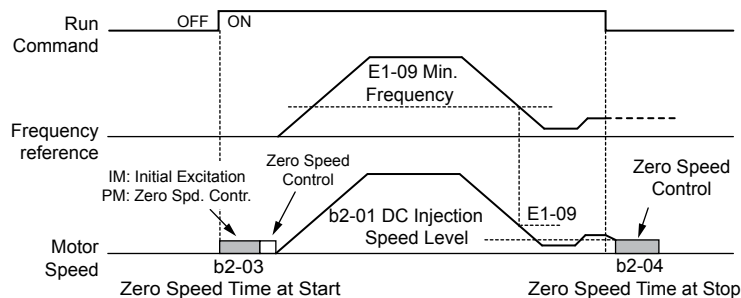 Run
Command
OFF
ON
E1-09 Min.
Frequency
Frequency
reference
IM: Initial Excitation
PM: Zero Spd. Contr.
Zero Speed
Control
b2-01 DC Injection
Speed Level
E1-09
Zero Speed
Control
Motor
Speed
b2-03
Zero Speed Time at Start
b2-04
Zero Speed Time at Stop